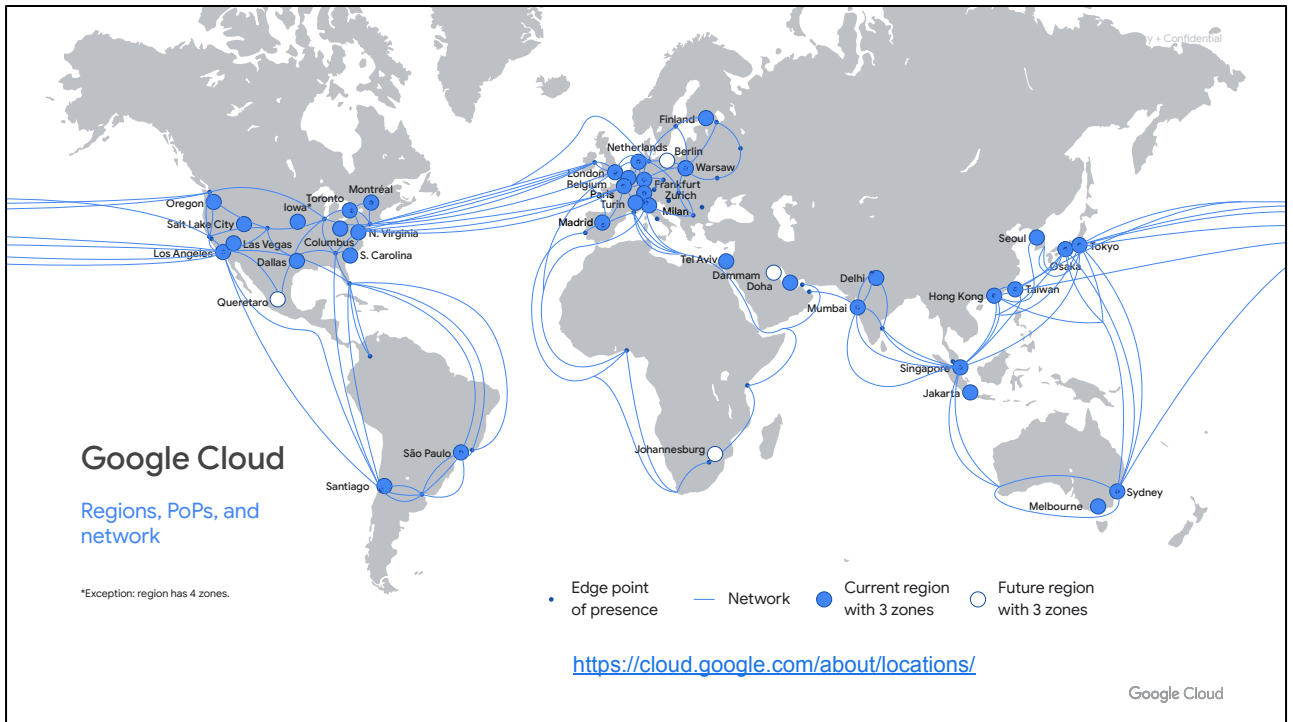 y + Confidential
Finland
Netherlands
Berlin
London
Warsaw
Belgium
Frankfurt
Paris
Zurich
Turin
Milan
Madrid
Montréal
Toronto
Iowa*
Oregon
Salt Lake City
N. Virginia
Columbus
Las Vegas
Los Angeles
Dallas
S. Carolina
Queretaro
Tel Aviv
Dammam
Doha
Delhi
Mumbai
Seoul
Tokyo
Osaka
Taiwan
Hong Kong
Singapore
Jakarta
Johannesburg
São Paulo
Santiago
Sydney
Melbourne
Google Cloud
Regions, PoPs, and
network
*Exception: region has 4 zones.
Edge point
of presence
Network
Current region
with 3 zones
Future region
with 3 zones
https://cloud.google.com/about/locations/
Google Cloud